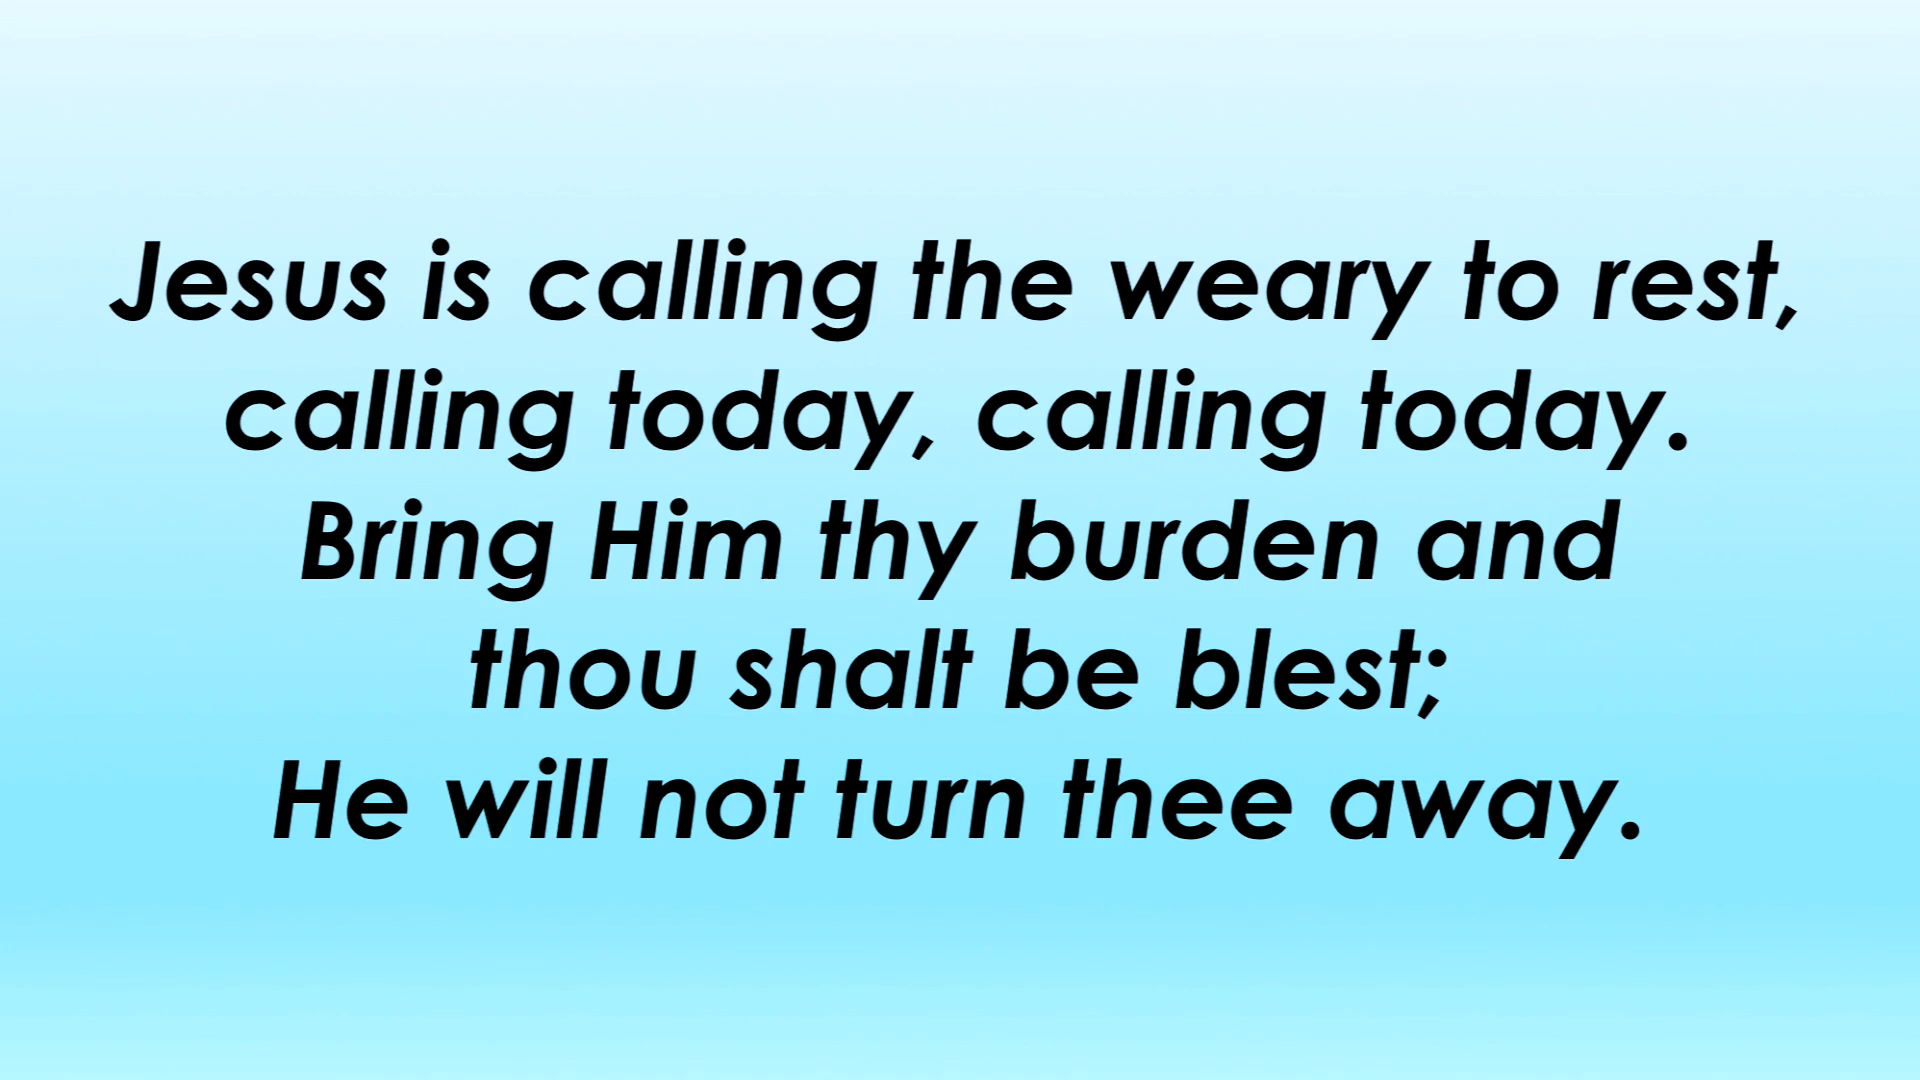 Jesus is calling the weary to rest,
calling today, calling today.
Bring Him thy burden and
thou shalt be blest;
He will not turn thee away.